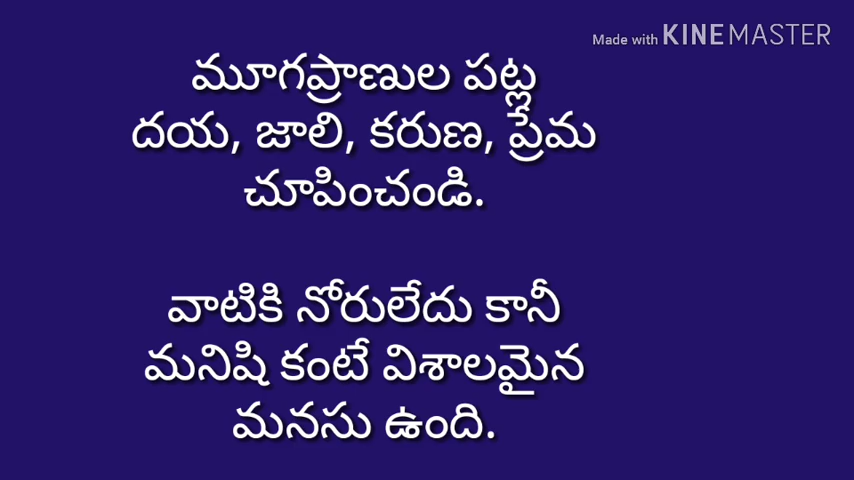 Made with KINEMASTER
మూగప్రాణుల పట్ల
దయ, జాలి, కరుణ, ప్రేమ
చూపించండి.
వాటికి నోరులేదు కానీ
మనిషి కంటే విశాలమైన
మనసు ఉంది.